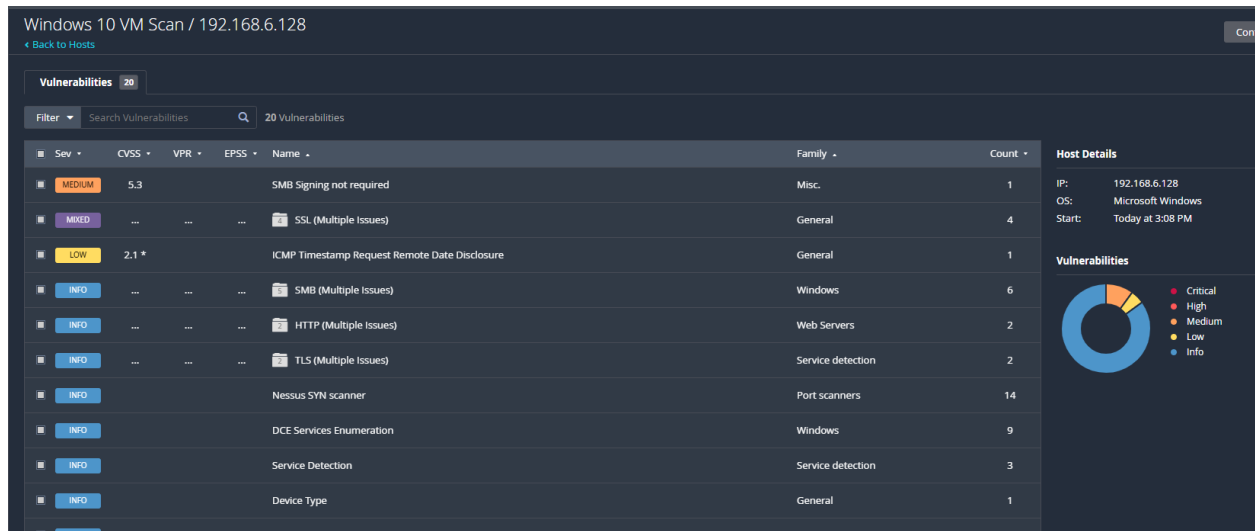 Windows 10 VM Scan / 192.168.6.128
Back to Hosts
Vulnerabilities 20
Filter Search Vulnerabilities 20 Vulnerabilities
Sev CVSS VPR EPSS Name Family Count
MEDIUM 5.3 SMB Signing not required Misc. 1
MIXED ... ... ... 4 SSL (Multiple Issues) General 4
LOW 2.1 * ICMP Timestamp Request Remote Date Disclosure General 1
INFO ... ... ... 5 SMB (Multiple Issues) Windows 6
INFO ... ... ... 2 HTTP (Multiple Issues) Web Servers 2
INFO ... ... ... 2 TLS (Multiple Issues) Service detection 2
INFO Nessus SYN scanner Port scanners 14
INFO DCE Services Enumeration Windows 9
INFO Service Detection Service detection 3
INFO Device Type General 1
Host Details
IP: 192.168.6.128
OS: Microsoft Windows
Start: Today at 3:08 PM
Vulnerabilities
Critical
High
Medium
Low
Info